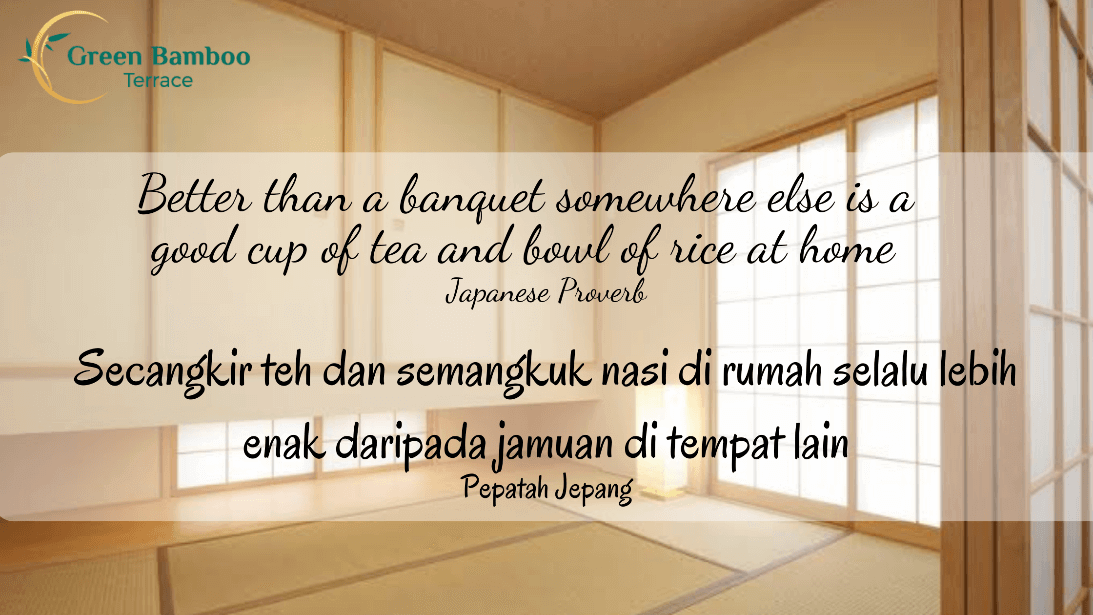 Green Bamboo
Terrace
Better than a banquet somewhere else is a
good cup of tea and bowl of rice at home
Japanese Proverb
Secangkir teh dan semangkuk nasi di rumah selalu lebih
enak daripada jamuan di tempat lain
Pepatah Jepang